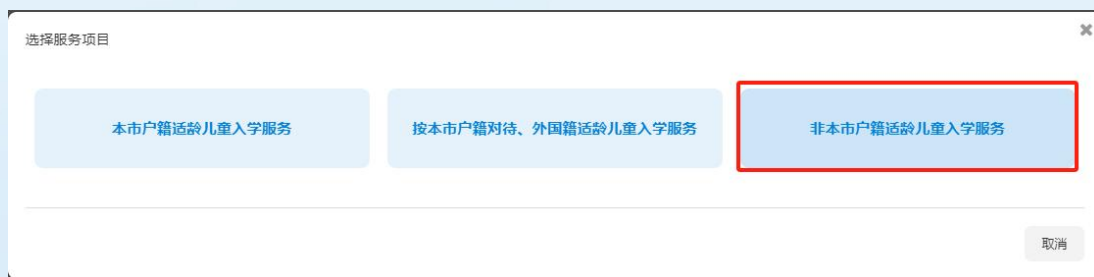 选择服务项目
本市户籍适龄儿童入学服务
按本市户籍对待、外国籍适龄儿童入学服务
非本市户籍适龄儿童入学服务
取消